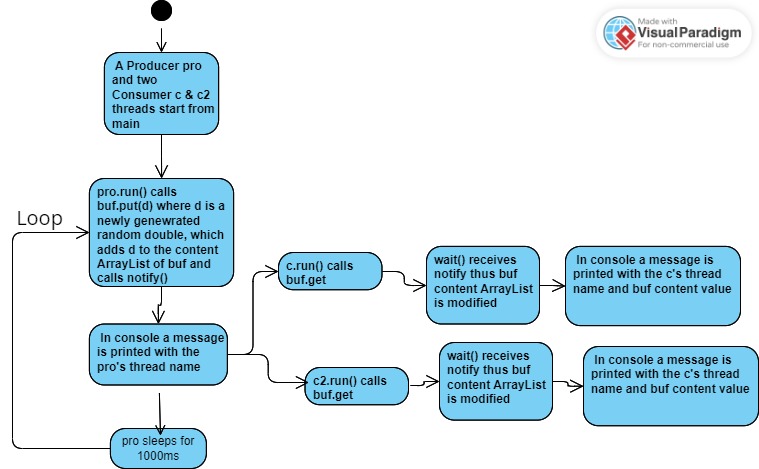 Made with
VisualParadigm
For non-commercial use
A Producer pro
and two
Consumer c & c2
threads start from
main
pro.run() calls
buf.put(d) where d is a
newly genewrated
random double, which
adds d to the content
ArrayList of buf and
calls notify()
Loop
c.run() calls
buf.get
wait() receives
notify thus buf
content ArrayList
is modified
In console a message is
printed with the c's thread
name and buf content value
In console a message
is printed with the
pro's thread name
c2.run() calls
buf.get
wait() receives
notify thus buf
content ArrayList
is modified
In console a message is
printed with the c's thread
name and buf content value
pro sleeps for
1000ms